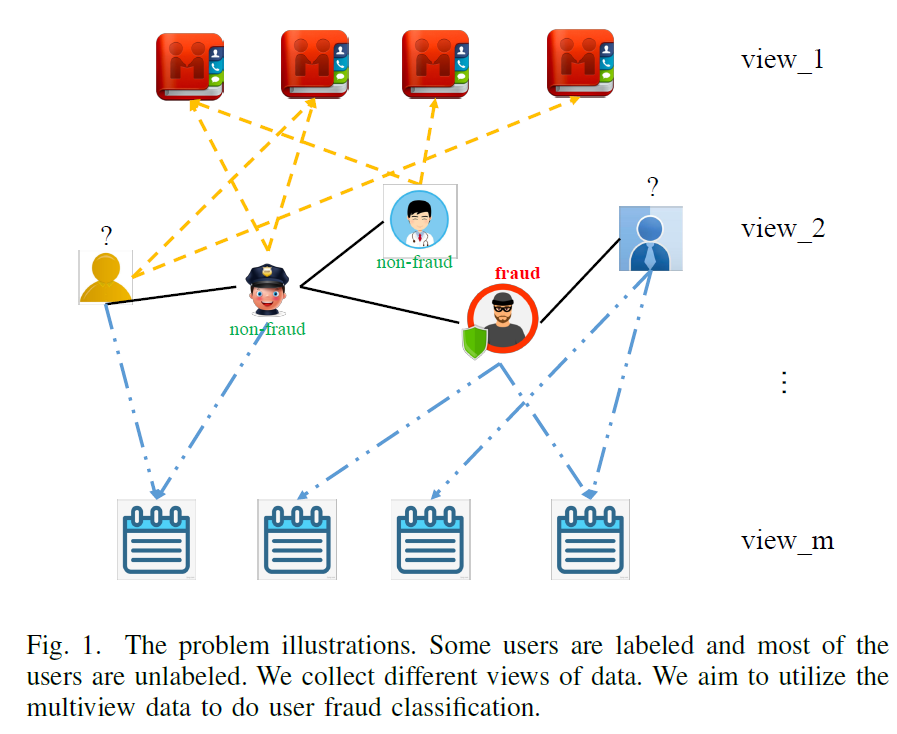 view_1
?
view_2
?
non-fraud
fraud
non-fraud
⋮
view_m
Fig. 1. The problem illustrations. Some users are labeled and most of the
users are unlabeled. We collect different views of data. We aim to utilize the
multiview data to do user fraud classification.